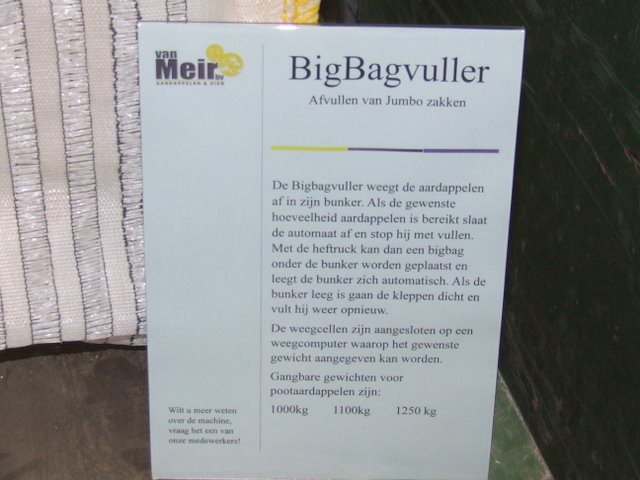 van
Meir bv
AARDAPPELEN & UIEN
BigBagvuller
Afvullen van Jumbo zakken
De Bigbagvuller weegt de aardappelen
af in zijn bunker. Als de gewenste
hoeveelheid aardappelen is bereikt slaat
de automaat af en stop hij met vullen.
Met de heftruck kan dan een bigbag
onder de bunker worden geplaatst en
leegt de bunker zich automatisch. Als de
bunker leeg is gaan de kleppen dicht en
vult hij weer opnieuw.
De weegcellen zijn aangesloten op een
weegcomputer waarop het gewenste
gewicht aangegeven kan worden.
Gangbare gewichten voor
pootaardappelen zijn:
1000kg 1100kg 1250 kg
Wilt u meer weten
over de machine,
vraag het een van
onze medewerkers!